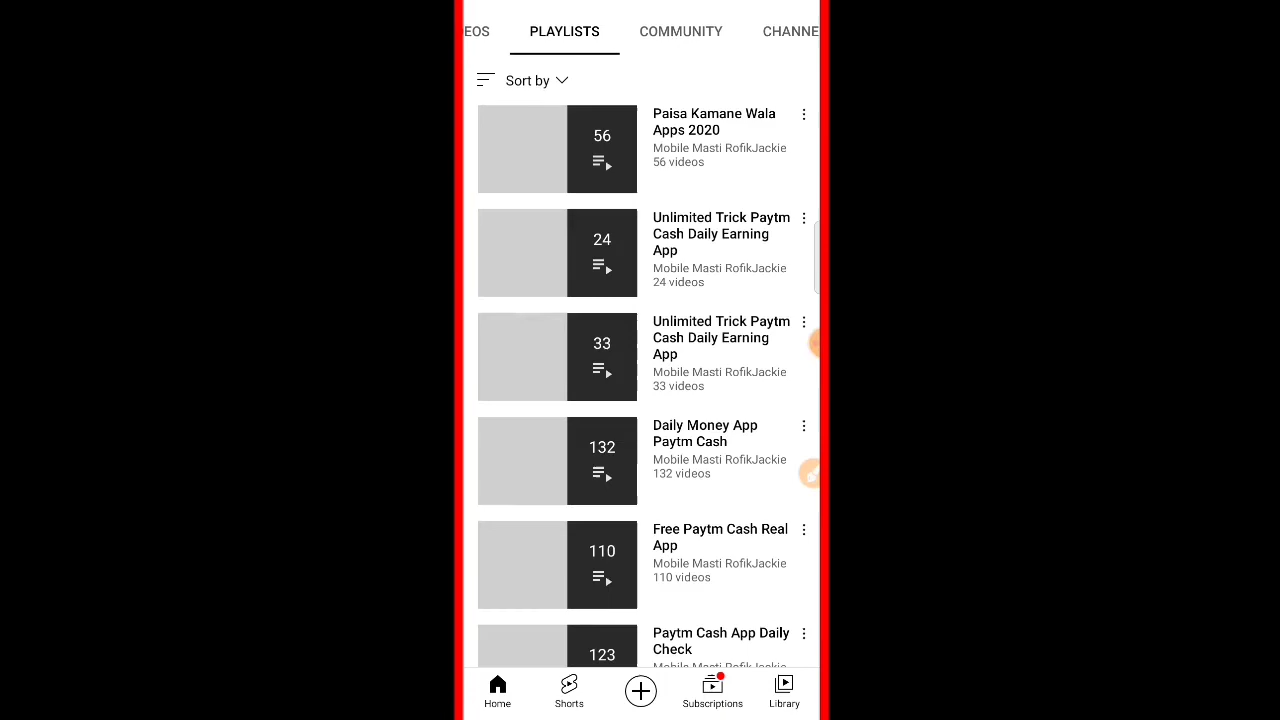 EOS PLAYLISTS COMMUNITY CHANNE
Sort by
56
Paisa Kamane Wala
Apps 2020
Mobile Masti RofikJackie
56 videos
24
Unlimited Trick Paytm
Cash Daily Earning
App
Mobile Masti RofikJackie
24 videos
33
Unlimited Trick Paytm
Cash Daily Earning
App
Mobile Masti RofikJackie
33 videos
132
Daily Money App
Paytm Cash
Mobile Masti RofikJackie
132 videos
110
Free Paytm Cash Real
App
Mobile Masti RofikJackie
110 videos
123
Paytm Cash App Daily
Check
Mobile Masti RofikJackie
Home Shorts Subscriptions Library